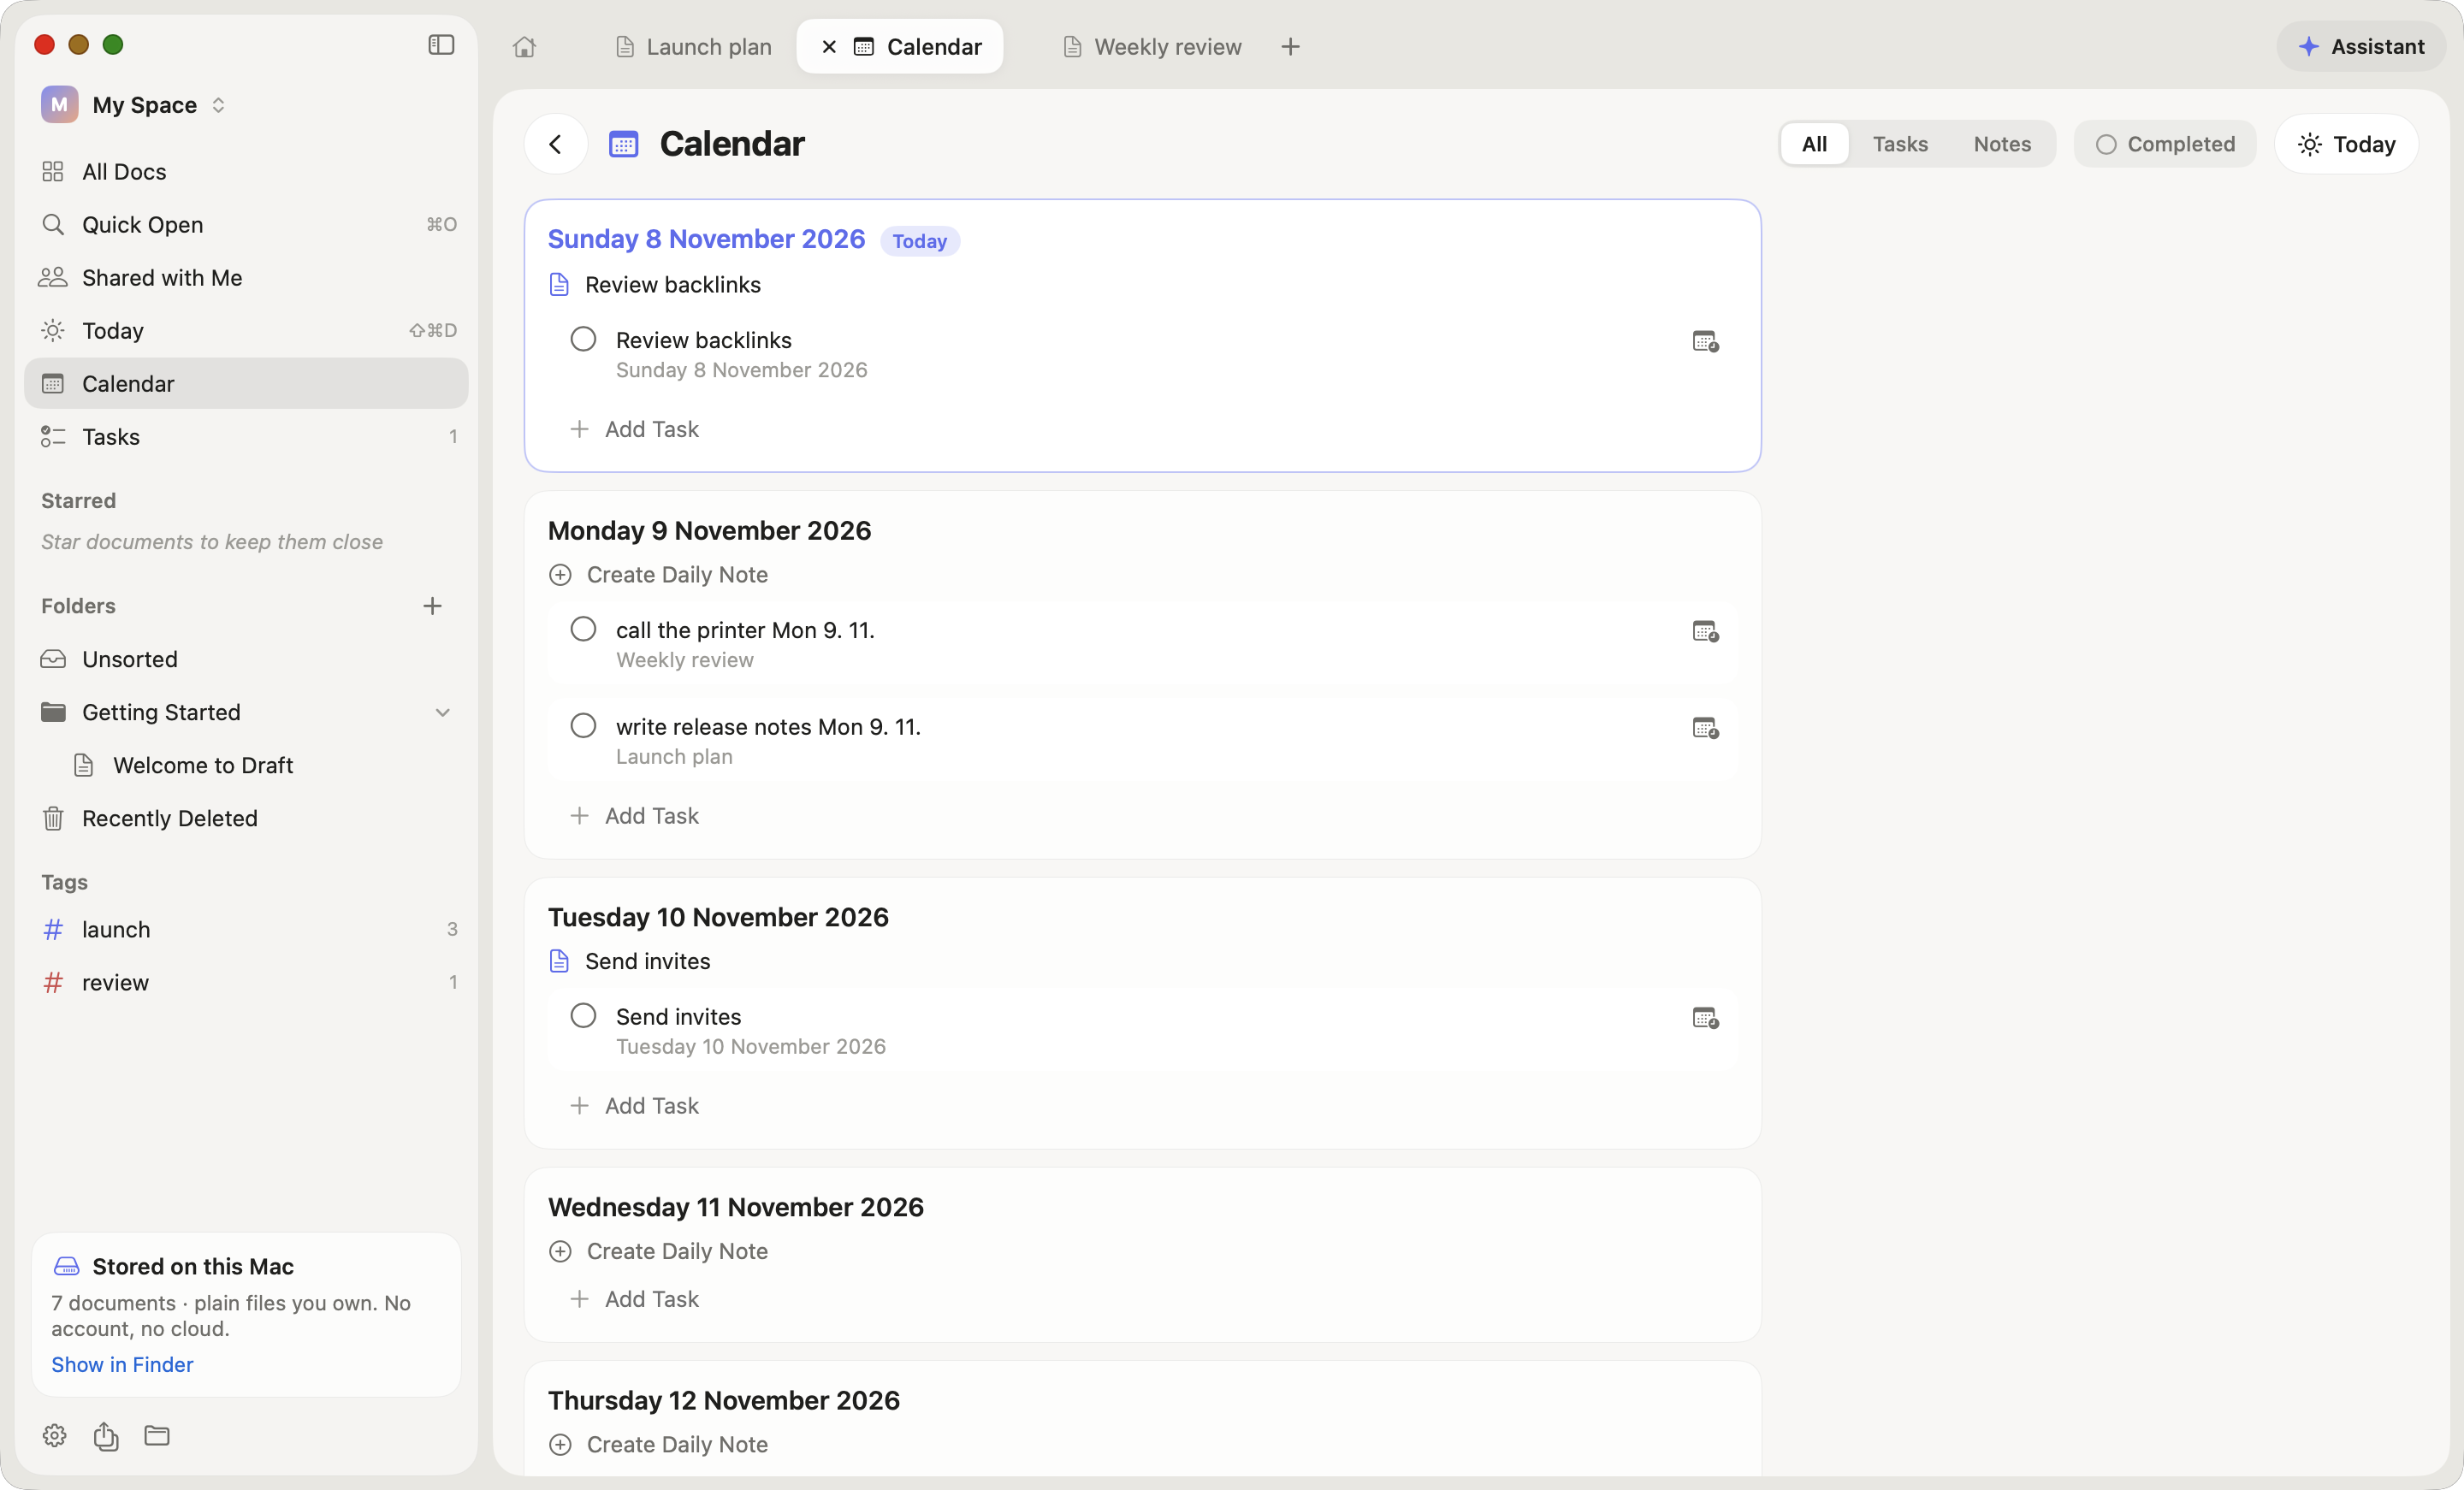 M My Space
All Docs
Quick Open ⌘O
Shared with Me
Today ⇧⌘D
Calendar
Tasks 1
Starred
Star documents to keep them close
Folders
Unsorted
Getting Started
Welcome to Draft
Recently Deleted
Tags
# launch 3
# review 1
Stored on this Mac
7 documents · plain files you own. No
account, no cloud.
Show in Finder
Launch plan
Calendar
Weekly review
Assistant
Calendar
All Tasks Notes
Completed
Today
Sunday 8 November 2026 Today
Review backlinks
Review backlinks
Sunday 8 November 2026
Add Task
Monday 9 November 2026
Create Daily Note
call the printer Mon 9. 11.
Weekly review
write release notes Mon 9. 11.
Launch plan
Add Task
Tuesday 10 November 2026
Send invites
Send invites
Tuesday 10 November 2026
Add Task
Wednesday 11 November 2026
Create Daily Note
Add Task
Thursday 12 November 2026
Create Daily Note